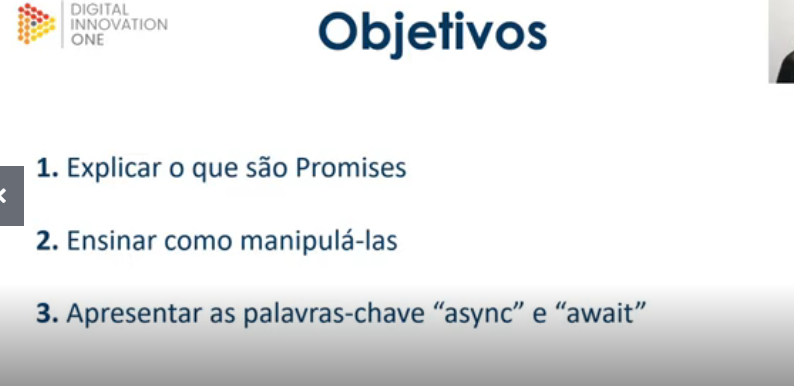 DIGITAL
INNOVATION
ONE
Objetivos
1. Explicar o que são Promises
2. Ensinar como manipulá-las
3. Apresentar as palavras-chave “async” e “await”